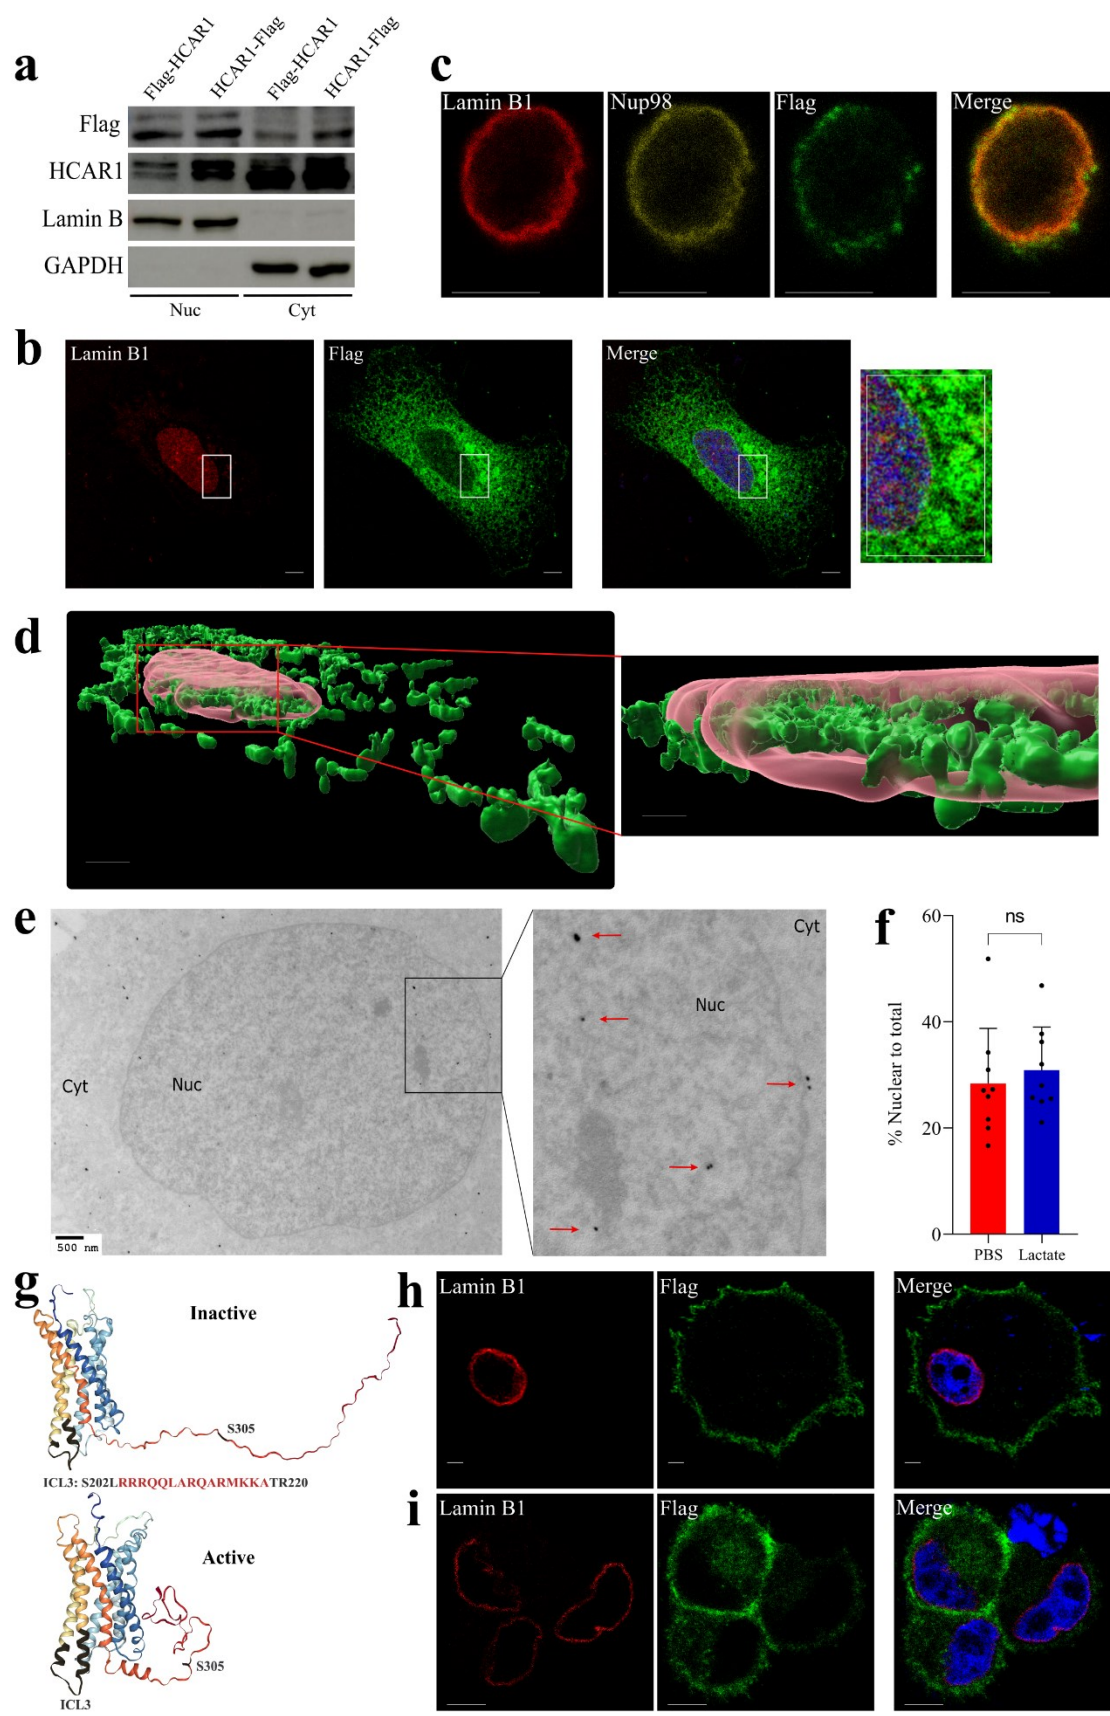 a
Flag-HCAR1
HCAR1-Flag
Flag-HCAR1
HCAR1-Flag
Flag
HCAR1
Lamin B
GAPDH
Nuc
Cyt
c
Lamin B1
Nup98
Flag
Merge
b
Lamin B1
Flag
Merge
d
e
Cyt
Nuc
500 nm
Nuc
Cyt
f
ns
60
40
20
0
% Nuclear to total
PBS
Lactate
g
Inactive
S305
ICL3: S202LRRRQQLARQARMKKATR220
Active
S305
ICL3
h
Lamin B1
Flag
Merge
i
Lamin B1
Flag
Merge